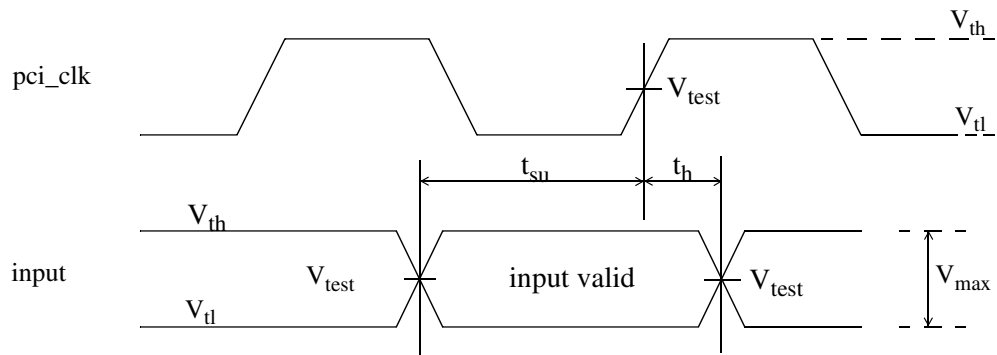 V_th
pci_clk
V_test
V_tl
t_su
t_h
V_th
input
V_test
input valid
V_test
V_max
V_tl